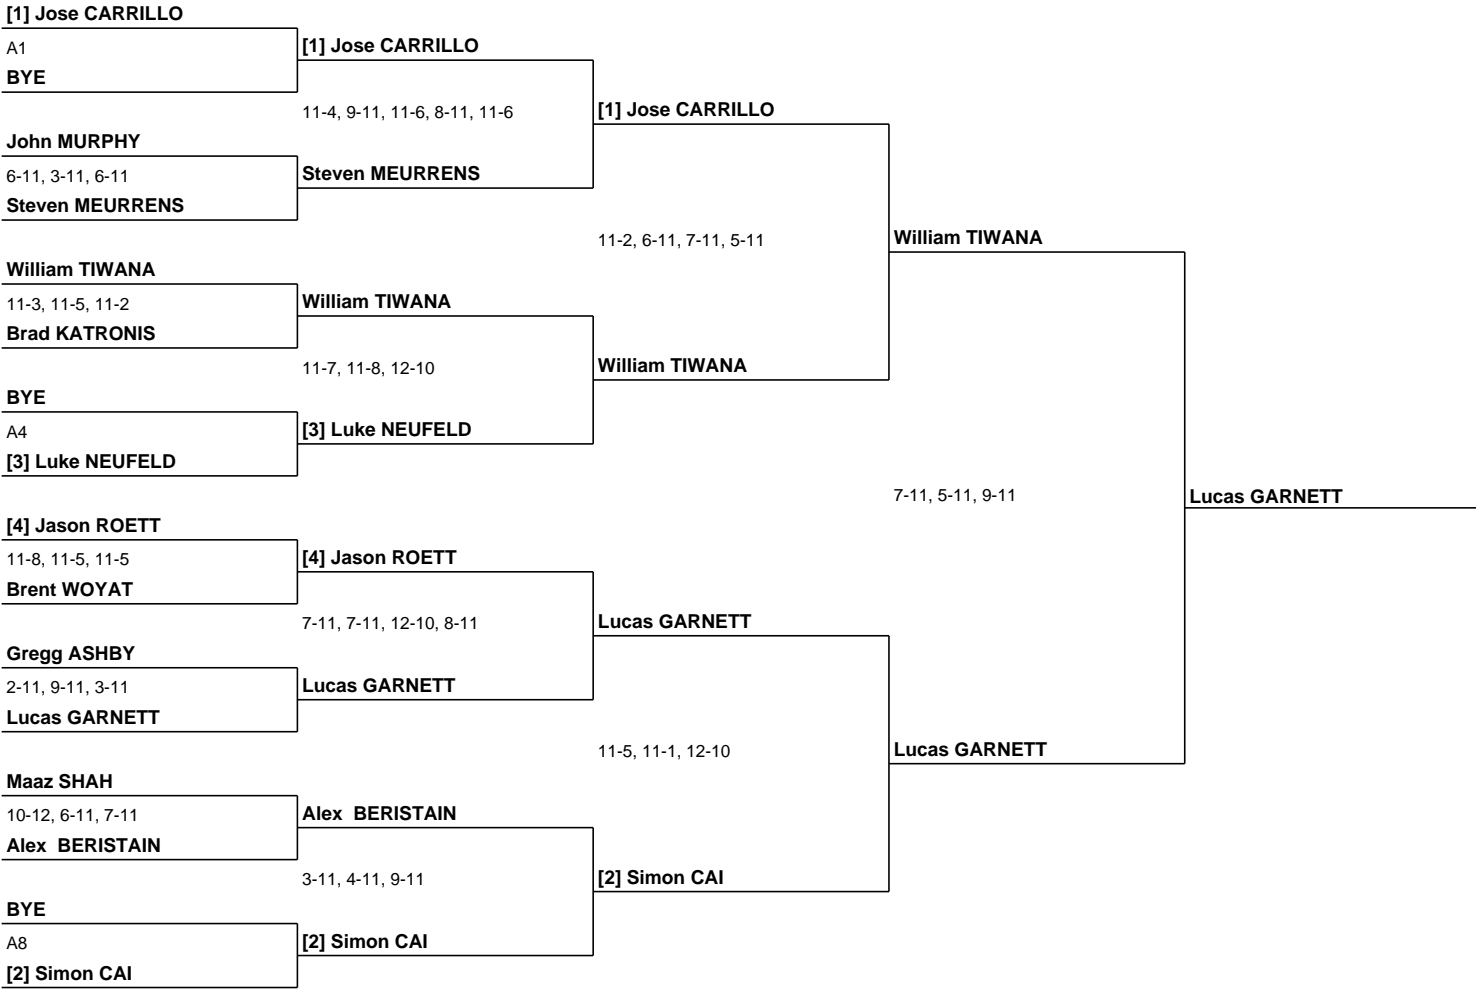 [1] Jose CARRILLO
A1
BYE
John MURPHY
6-11, 3-11, 6-11
Steven MEURRENS
William TIWANA
11-3, 11-5, 11-2
Brad KATRONIS
BYE
A4
[3] Luke NEUFELD
[4] Jason ROETT
11-8, 11-5, 11-5
Brent WOYAT
Gregg ASHBY
2-11, 9-11, 3-11
Lucas GARNETT
Maaz SHAH
10-12, 6-11, 7-11
Alex  BERISTAIN
BYE
A8
[2] Simon CAI
[1] Jose CARRILLO
11-4, 9-11, 11-6, 8-11, 11-6
Steven MEURRENS
William TIWANA
11-7, 11-8, 12-10
[3] Luke NEUFELD
[4] Jason ROETT
7-11, 7-11, 12-10, 8-11
Lucas GARNETT
Alex  BERISTAIN
3-11, 4-11, 9-11
[2] Simon CAI
[1] Jose CARRILLO
11-2, 6-11, 7-11, 5-11
William TIWANA
Lucas GARNETT
11-5, 11-1, 12-10
[2] Simon CAI
William TIWANA
7-11, 5-11, 9-11
Lucas GARNETT
Lucas GARNETT